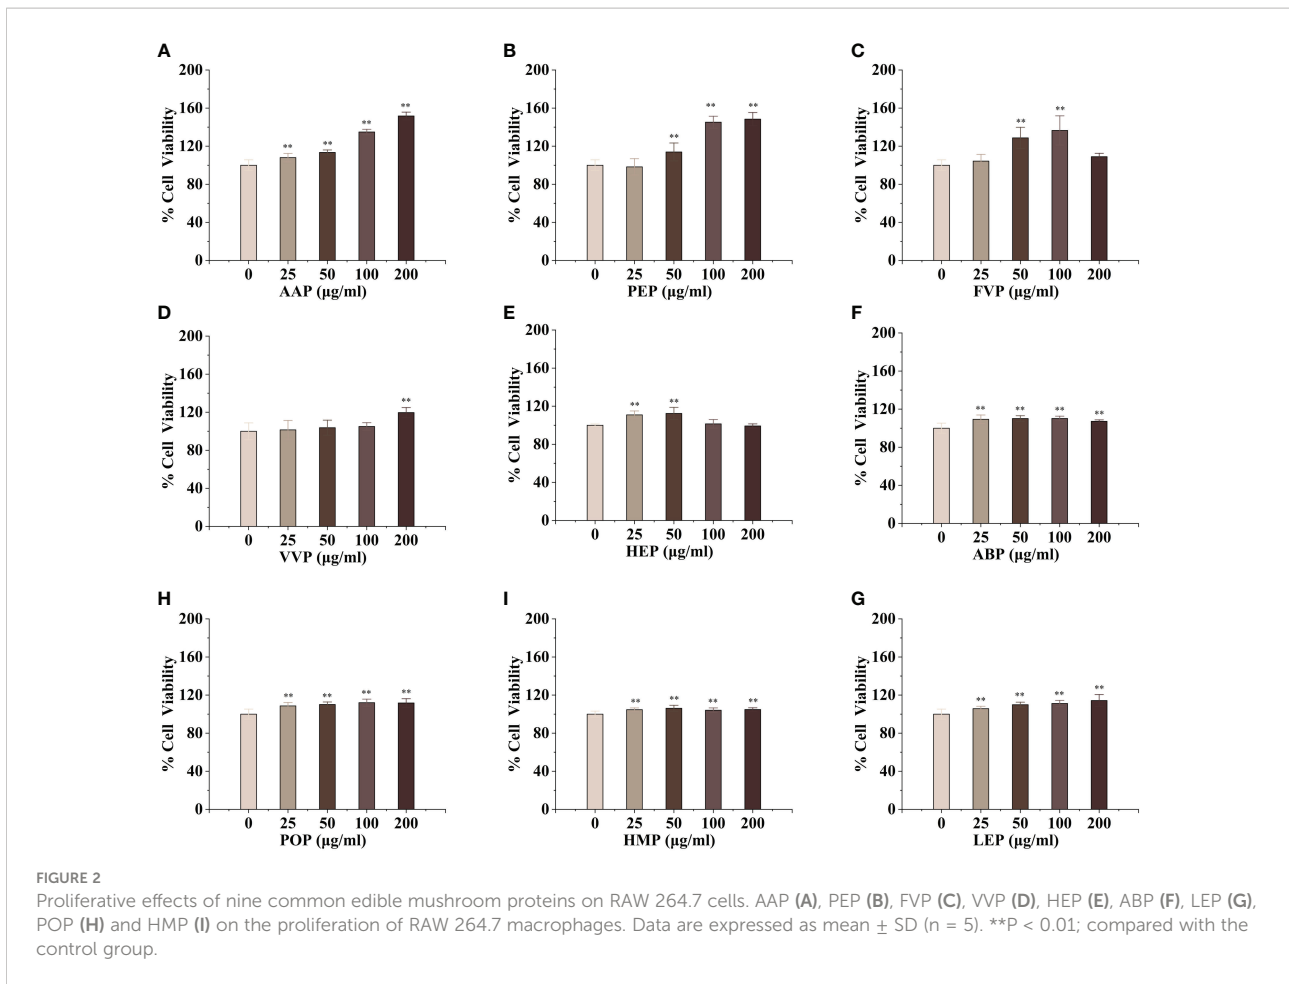 A
200
160
120
80
40
0
% Cell Viability
**
**
**
**
0 25 50 100 200
AAP (µg/ml)
B
200
160
120
80
40
0
% Cell Viability
**
**
**
0 25 50 100 200
PEP (µg/ml)
C
200
160
120
80
40
0
% Cell Viability
**
**
0 25 50 100 200
FVP (µg/ml)
D
200
160
120
80
40
0
% Cell Viability
**
0 25 50 100 200
VVP (µg/ml)
E
200
160
120
80
40
0
% Cell Viability
**
**
0 25 50 100 200
HEP (µg/ml)
F
200
160
120
80
40
0
% Cell Viability
**
**
**
**
0 25 50 100 200
ABP (µg/ml)
H
200
160
120
80
40
0
% Cell Viability
**
**
**
**
0 25 50 100 200
POP (µg/ml)
I
200
160
120
80
40
0
% Cell Viability
**
**
**
**
0 25 50 100 200
HMP (µg/ml)
G
200
160
120
80
40
0
% Cell Viability
**
**
**
**
0 25 50 100 200
LEP (µg/ml)
FIGURE 2
Proliferative effects of nine common edible mushroom proteins on RAW 264.7 cells. AAP (A), PEP (B), FVP (C), VVP (D), HEP (E), ABP (F), LEP (G),
POP (H) and HMP (I) on the proliferation of RAW 264.7 macrophages. Data are expressed as mean ± SD (n = 5). **P < 0.01; compared with the
control group.